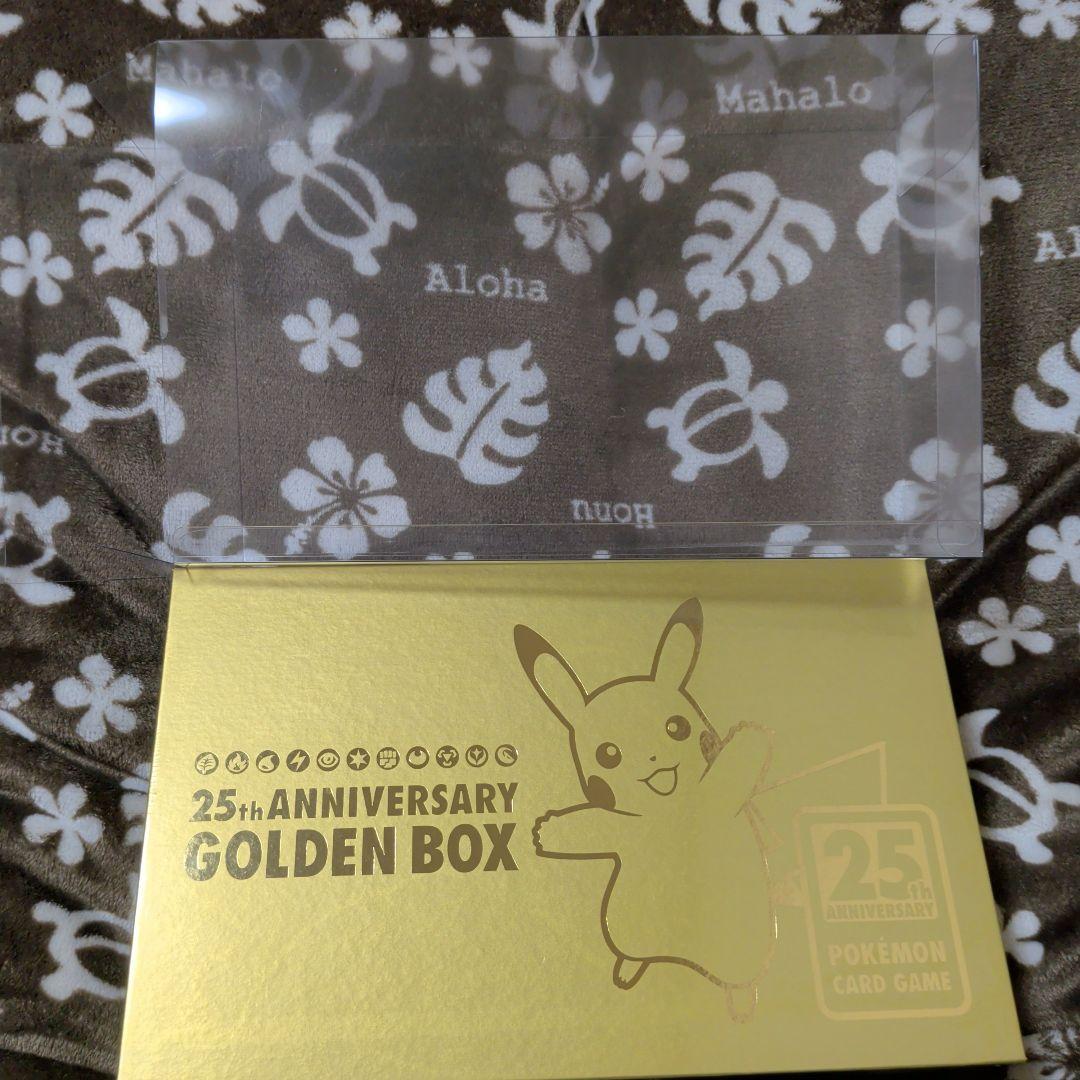 Mahalo
Mahalo
Aloha
Honu
Honu
25th ANNIVERSARY
GOLDEN BOX
25th
ANNIVERSARY
POKÉMON
CARD GAME